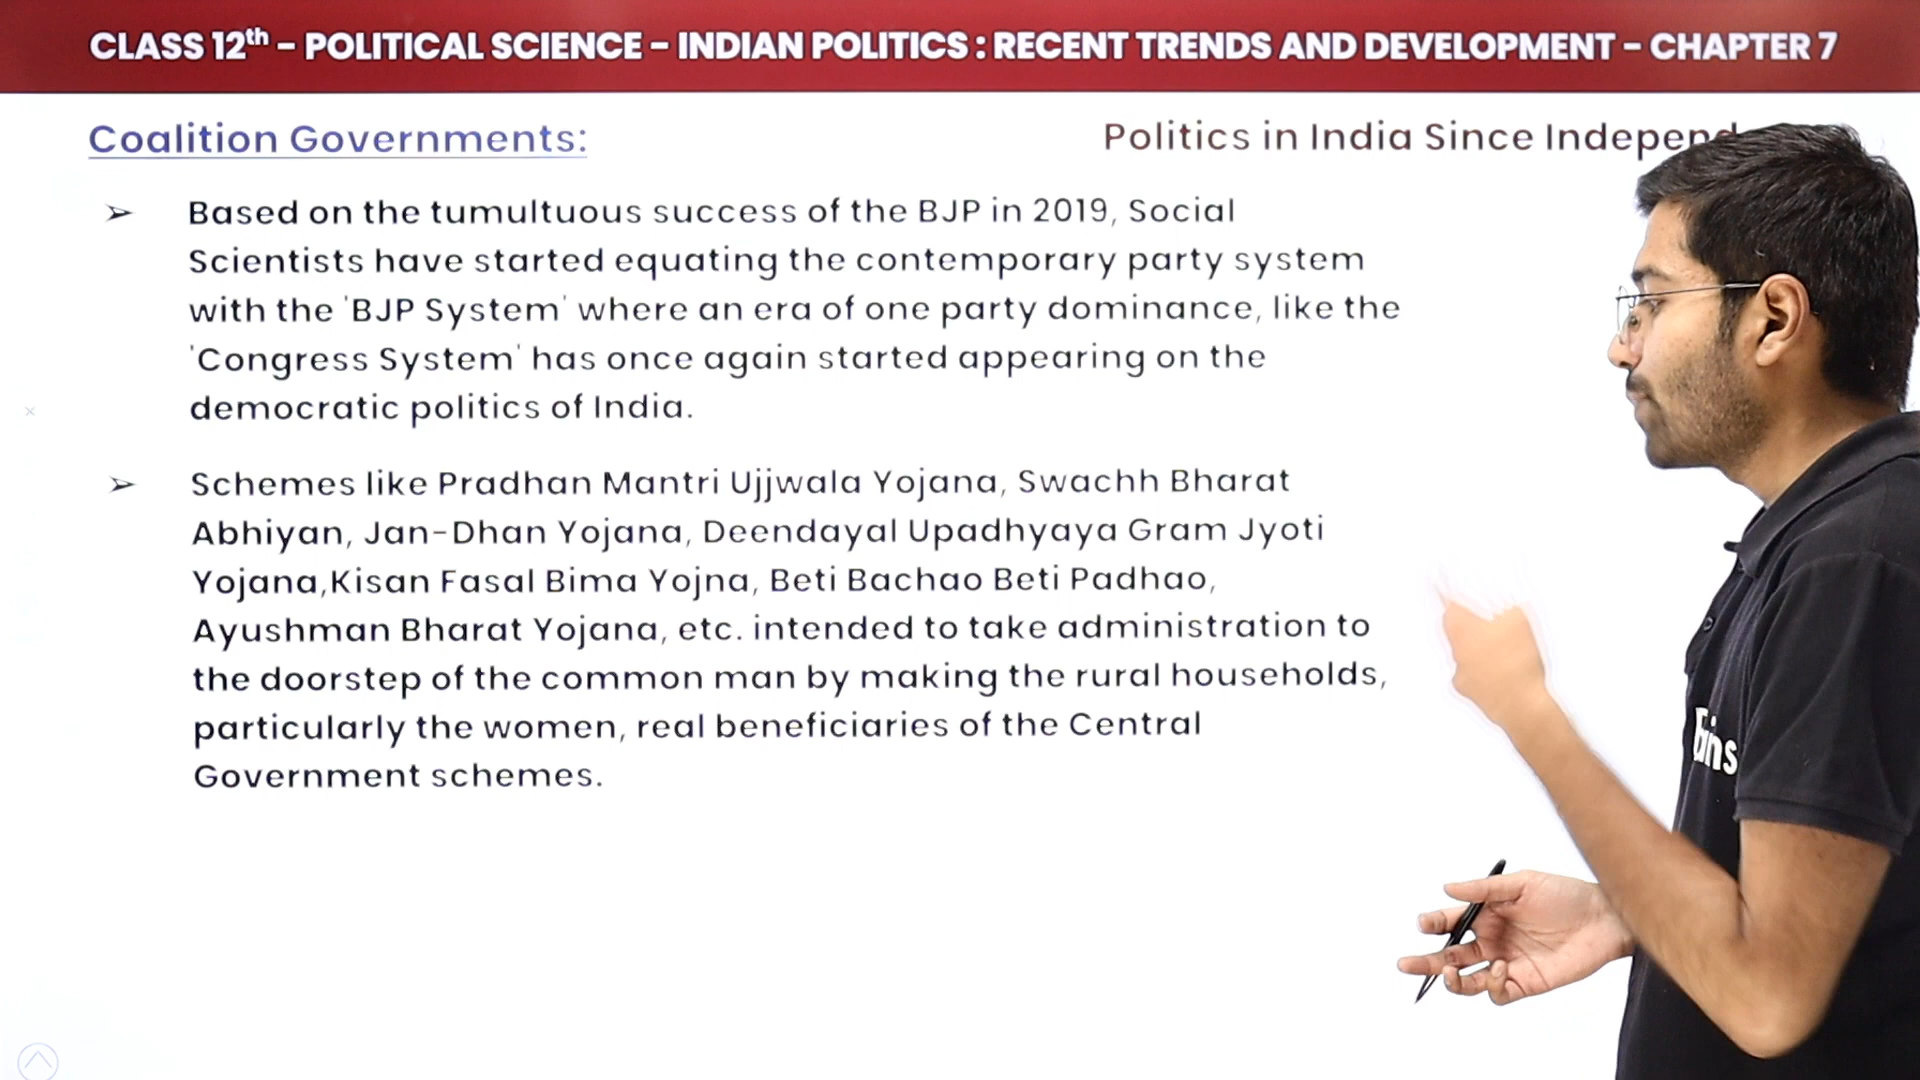 CLASS 12th – POLITICAL SCIENCE – INDIAN POLITICS : RECENT TRENDS AND DEVELOPMENT – CHAPTER 7
Coalition Governments:
Politics in India Since
➢ Based on the tumultuous success of the BJP in 2019, Social
Scientists have started equating the contemporary party system
with the 'BJP System' where an era of one party dominance, like the
'Congress System' has once again started appearing on the
democratic politics of India.
➢ Schemes like Pradhan Mantri Ujjwala Yojana, Swachh Bharat
Abhiyan, Jan-Dhan Yojana, Deendayal Upadhyaya Gram Jyoti
Yojana,Kisan Fasal Bima Yojna, Beti Bachao Beti Padhao,
Ayushman Bharat Yojana, etc. intended to take administration to
the doorstep of the common man by making the rural households,
particularly the women, real beneficiaries of the Central
Government schemes.